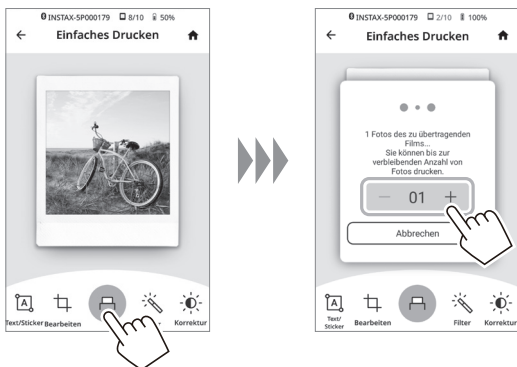 INSTAX-5P000179 8/10 50%
Einfaches Drucken
A
Text/Sticker Bearbeiten Korrektur
INSTAX-5P000179 2/10 100%
Einfaches Drucken
1 Fotos des zu übertragenden
Films...
Sie können bis zur
verbleibenden Anzahl von
Fotos drucken.
— 01 +
Abbrechen
A
Text/
Sticker Bearbeiten Filter Korrektur